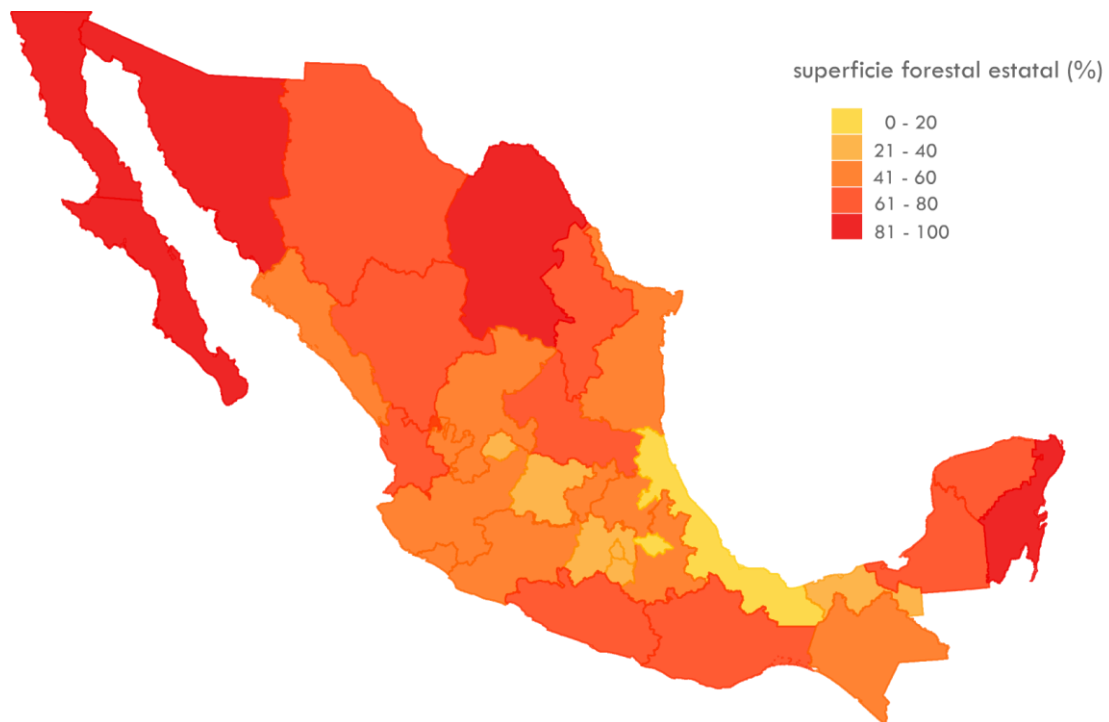 superficie forestal estatal (%)
0 - 20
21 - 40
41 - 60
61 - 80
81 - 100